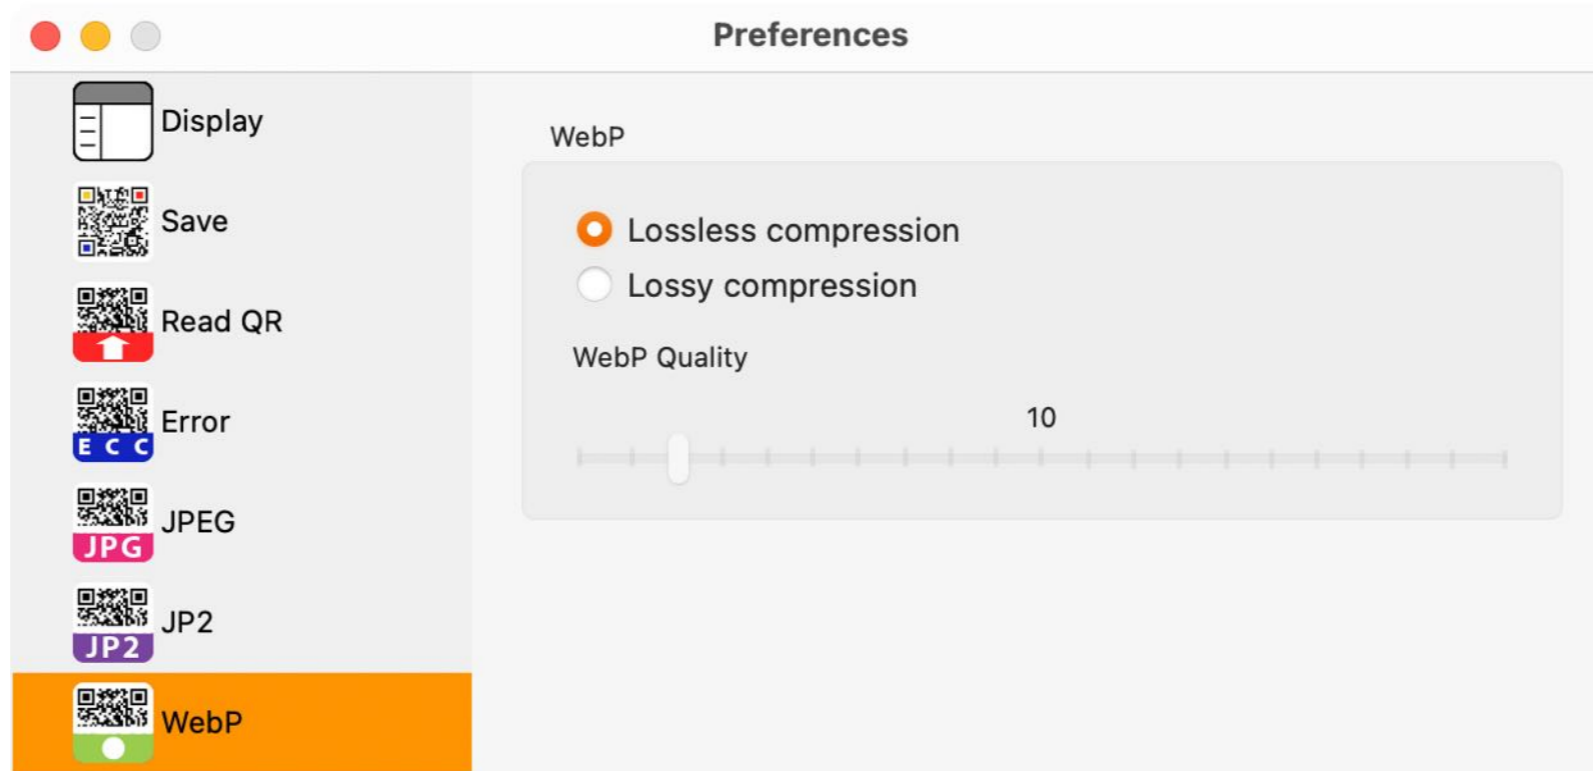 Preferences
Display
Save
Read QR
Error
E C C
JPEG
JPG
JP2
JP2
WebP
WebP
Lossless compression
Lossy compression
WebP Quality
10